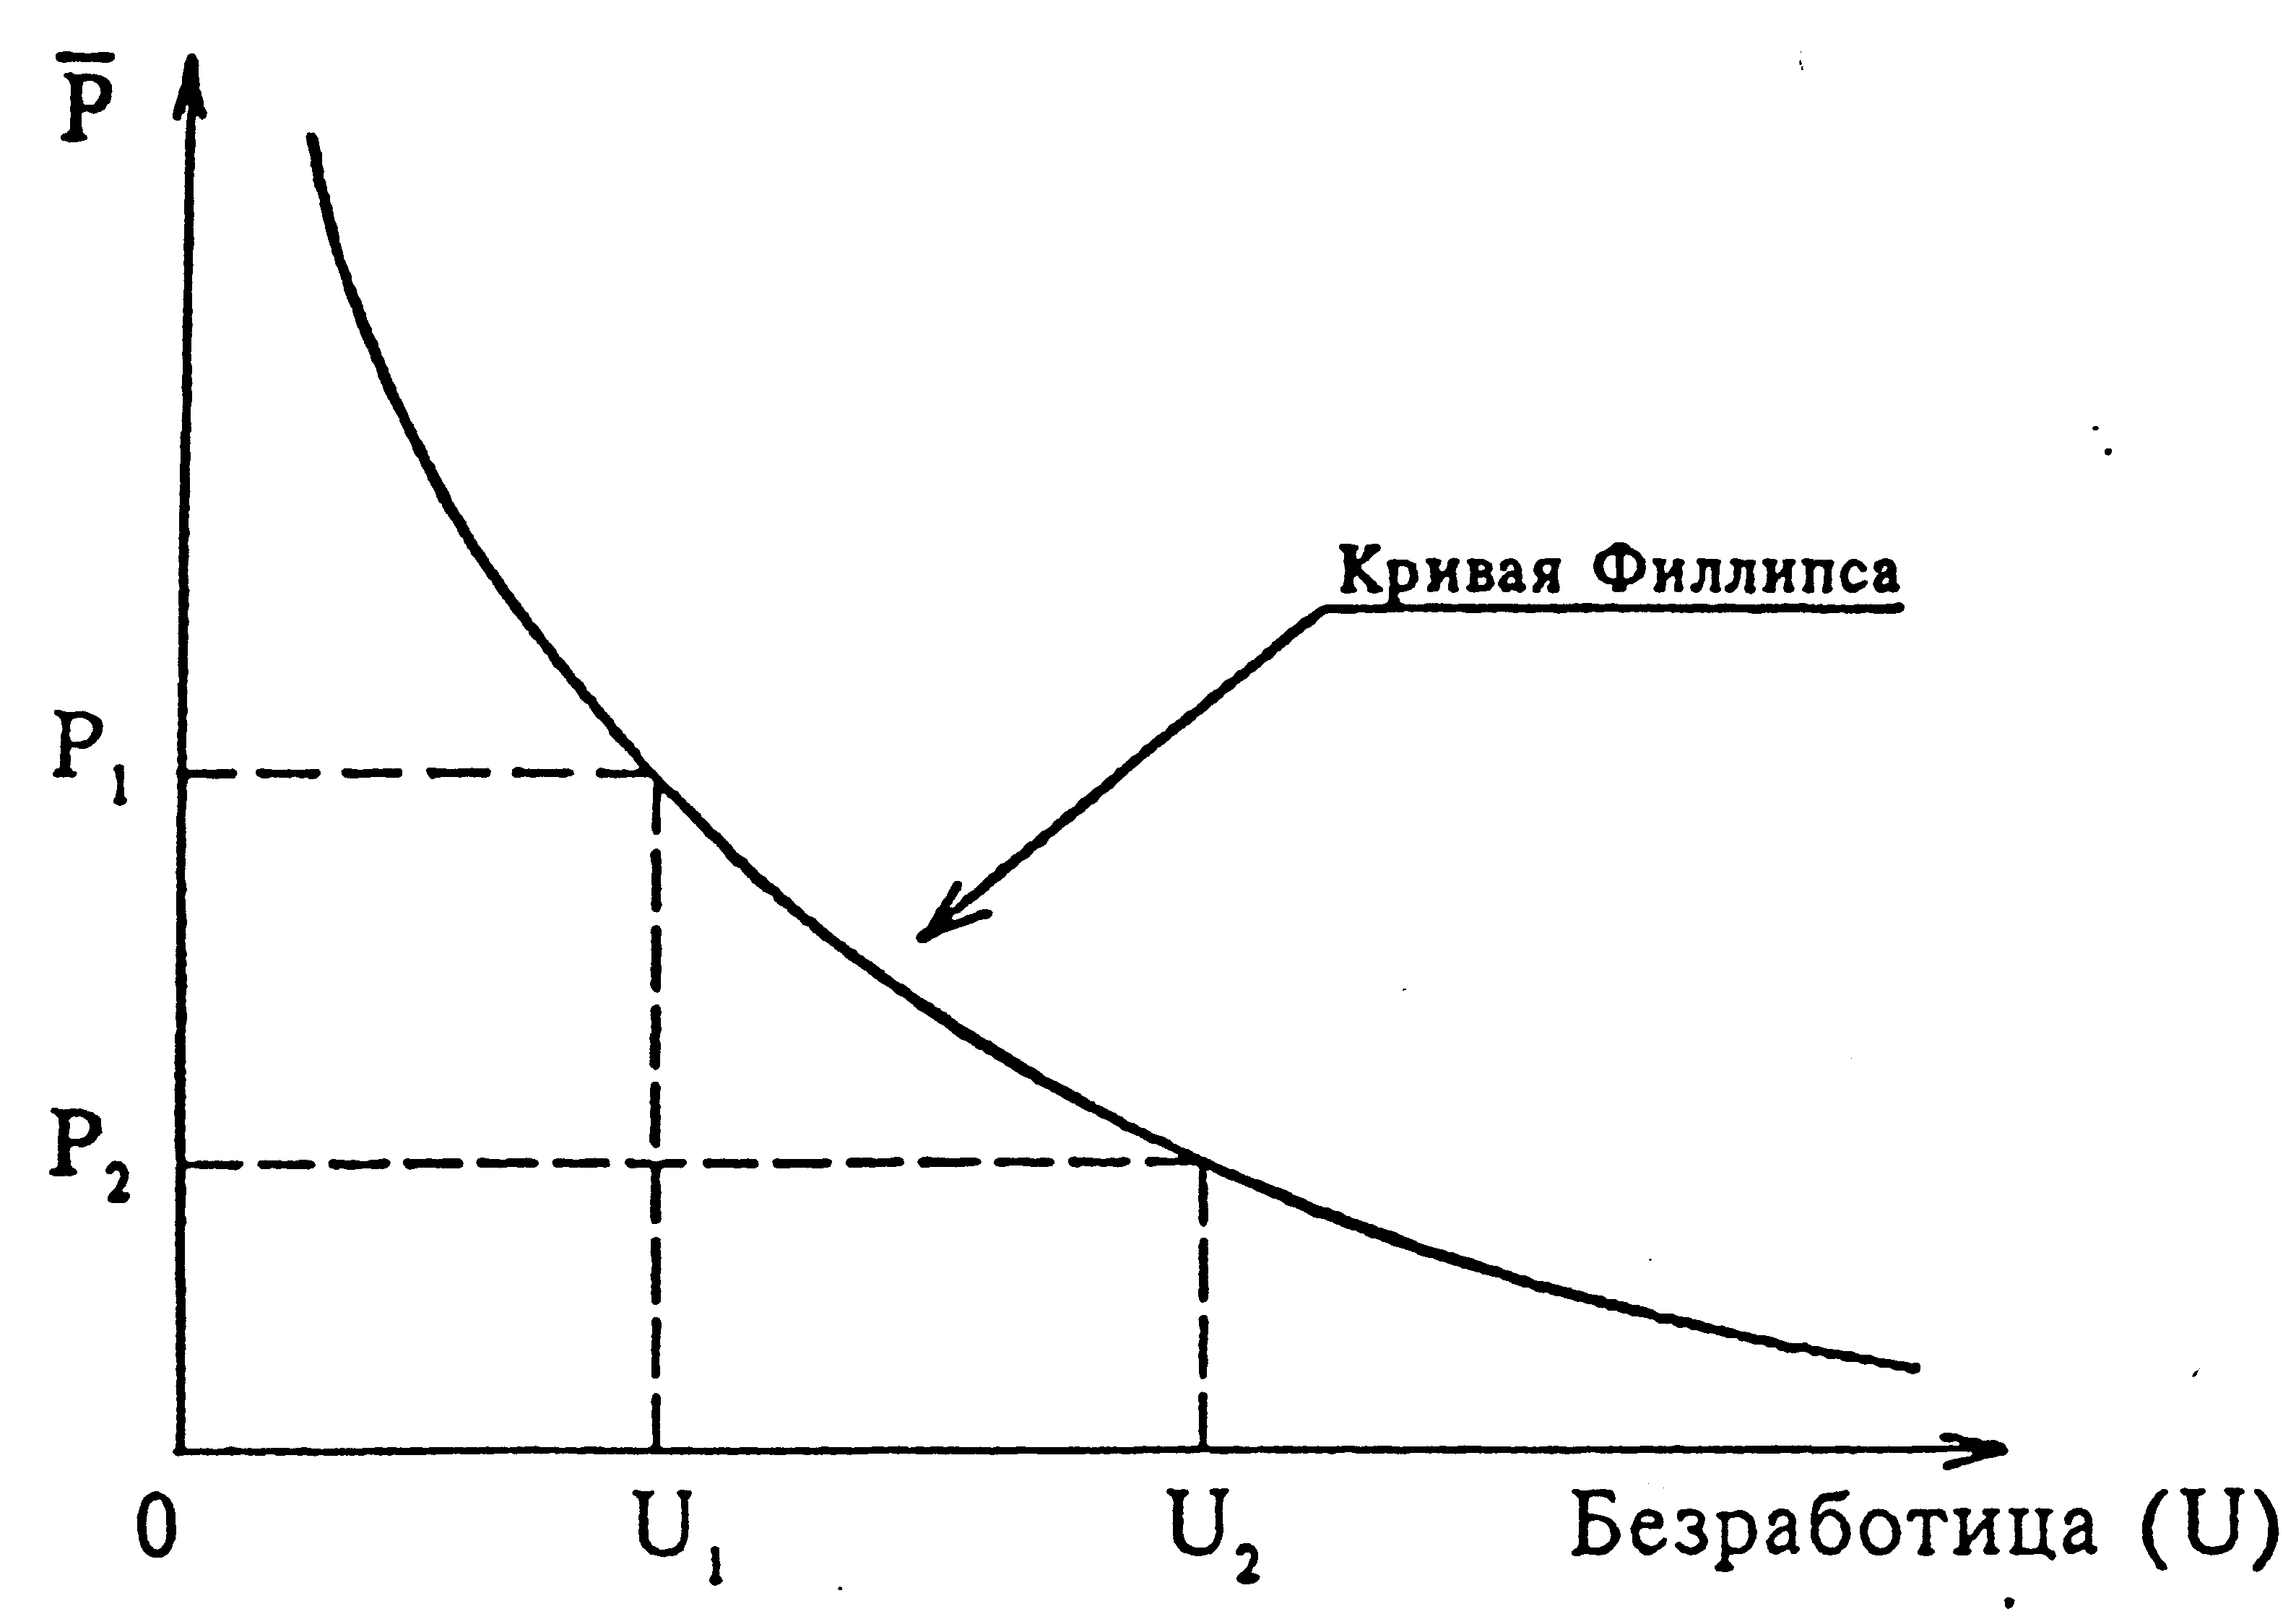 P̅
Кривая Филлипса
P₁
P₂
0
U₁
U₂
Безработица (U)